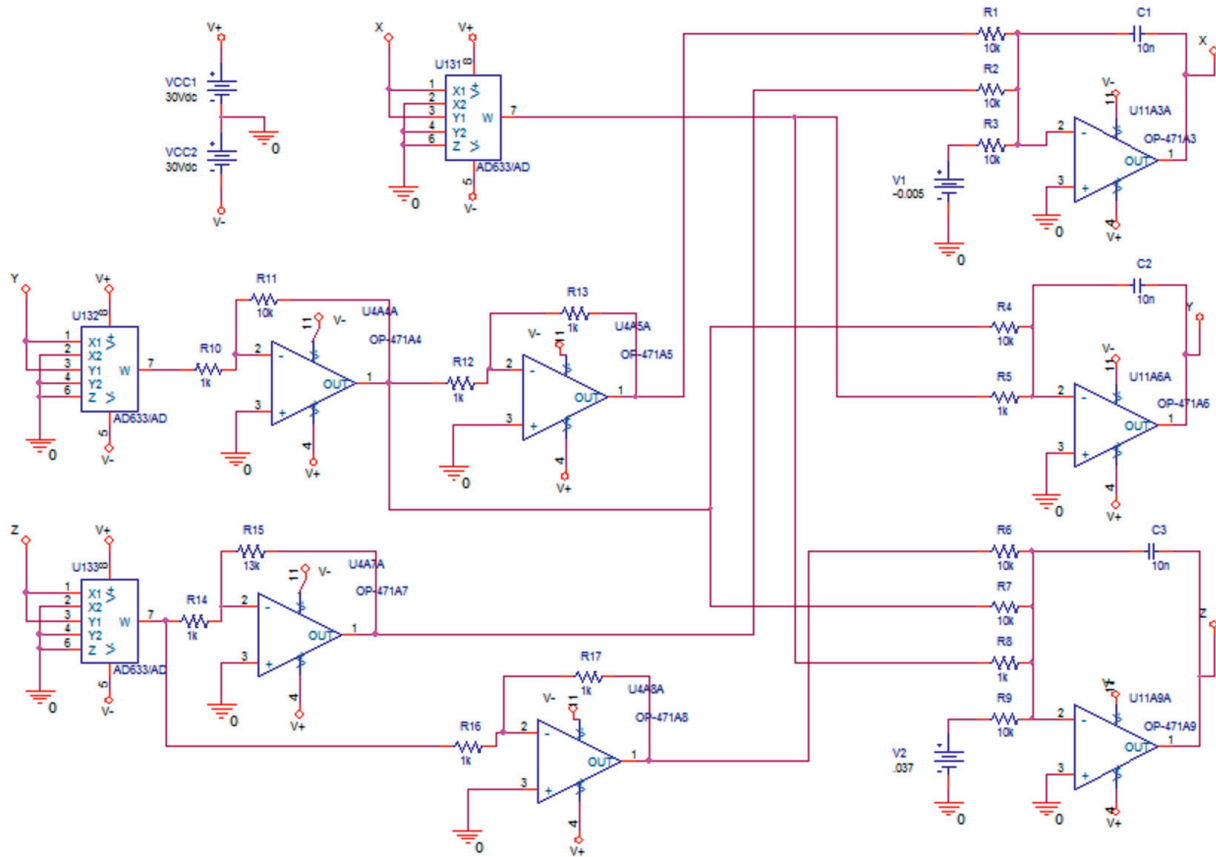 V+
VCC1
30Vdc
+
-
0
VCC2
30Vdc
+
-
V-
X
V+
U131
8
1 X1 V+
2 X2
3 Y1 W 7
4 Y2
6 Z V-
AD633/AD
5
V-
0
R1
10k
R2
10k
R3
10k
C1
10n
X
V-
11
U11A3A
OP-471A3
2 -
OUT 1
3 +
4
V+
0
V1
-0.005
+
-
0
Y
V+
U132
8
1 X1 V+
2 X2
3 Y1 W 7
4 Y2
6 Z V-
AD633/AD
5
V-
0
R10
1k
R11
10k
11 V-
U4A4A
OP-471A4
2 -
OUT 1
3 +
4
V+
0
R12
1k
R13
1k
V- 11
U4A5A
OP-471A5
2 -
OUT 1
3 +
4
V+
0
R4
10k
R5
1k
C2
10n
Y
V-
11
U11A6A
OP-471A6
2 -
OUT 1
3 +
4
V+
0
Z
V+
U133
8
1 X1 V+
2 X2
3 Y1 W 7
4 Y2
6 Z V-
AD633/AD
5
V-
0
R14
1k
R15
13k
11 V-
U4A7A
OP-471A7
2 -
OUT 1
3 +
4
V+
0
R16
1k
R17
1k
V- 11
U4A8A
OP-471A8
2 -
OUT 1
3 +
4
V+
0
R6
10k
R7
10k
R8
1k
R9
10k
C3
10n
Z
U11A9A
OP-471A9
2 -
OUT 1
3 +
4
V+
0
V2
.037
+
-
0